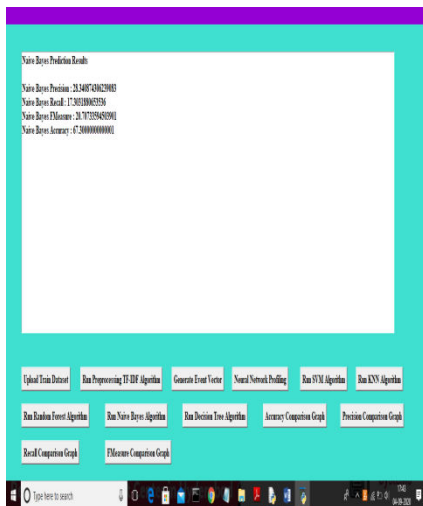 Naive Bayes Prediction Results
Naive Bayes Precision : 28.340874306239083
Naive Bayes Recall : 17.3031880653536
Naive Bayes FMeasure : 20.70733594503901
Naive Bayes Accuracy : 67.30000000000001
Upload Train Dataset
Run Preprocessing TF-IDF Algorithm
Generate Event Vector
Neural Network Profiling
Run SVM Algorithm
Run KNN Algorithm
Run Random Forest Algorithm
Run Naive Bayes Algorithm
Run Decision Tree Algorithm
Accuracy Comparison Graph
Precision Comparison Graph
Recall Comparison Graph
FMeasure Comparison Graph
Type here to search